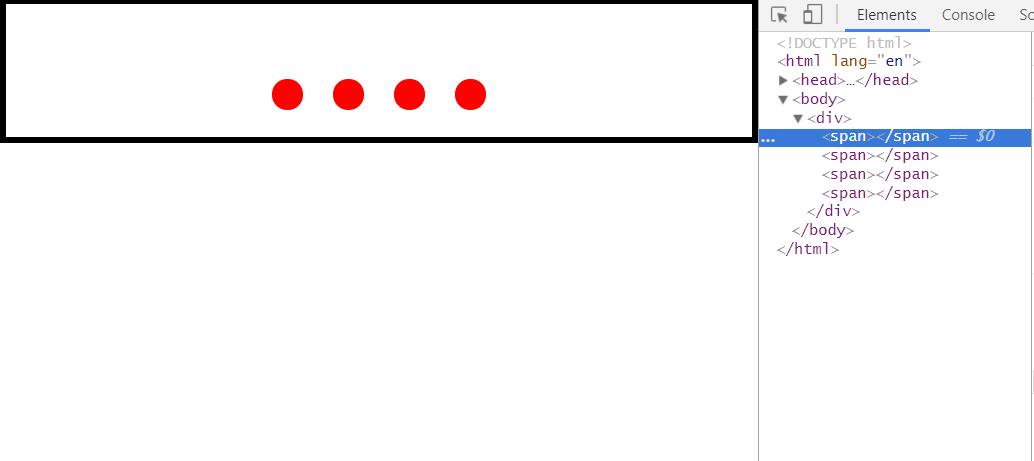 Elements Console
<!DOCTYPE html>
<html lang="en">
<head>…</head>
<body>
<div>
... <span></span> == $0
<span></span>
<span></span>
<span></span>
</div>
</body>
</html>